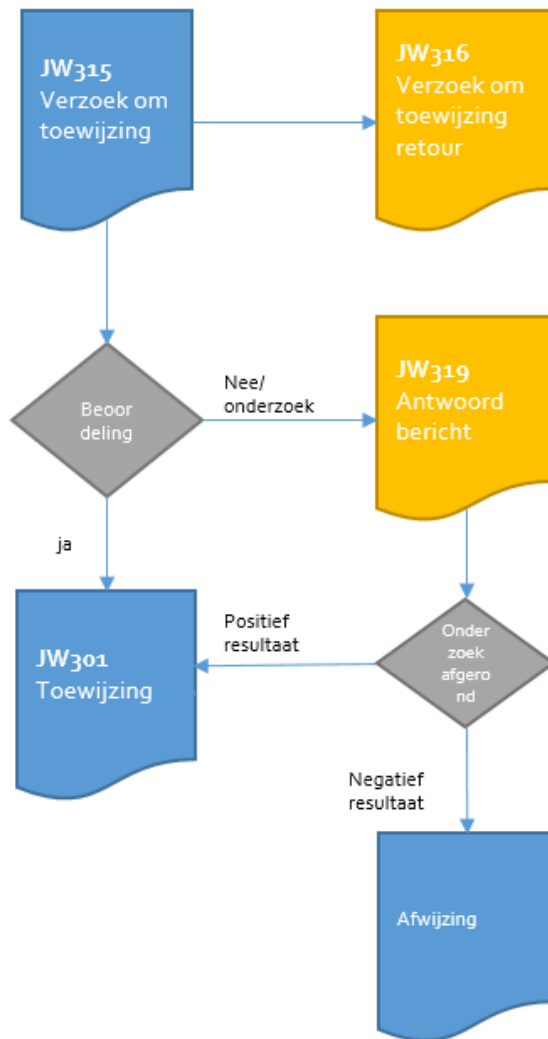 JW315
Verzoek om
toewijzing
JW316
Verzoek om
toewijzing
retour
Beoor
deling
Nee/
onderzoek
JW319
Antwoord
bericht
ja
JW301
Toewijzing
Positief
resultaat
Onder
zoek
afgero
nd
Negatief
resultaat
Afwijzing